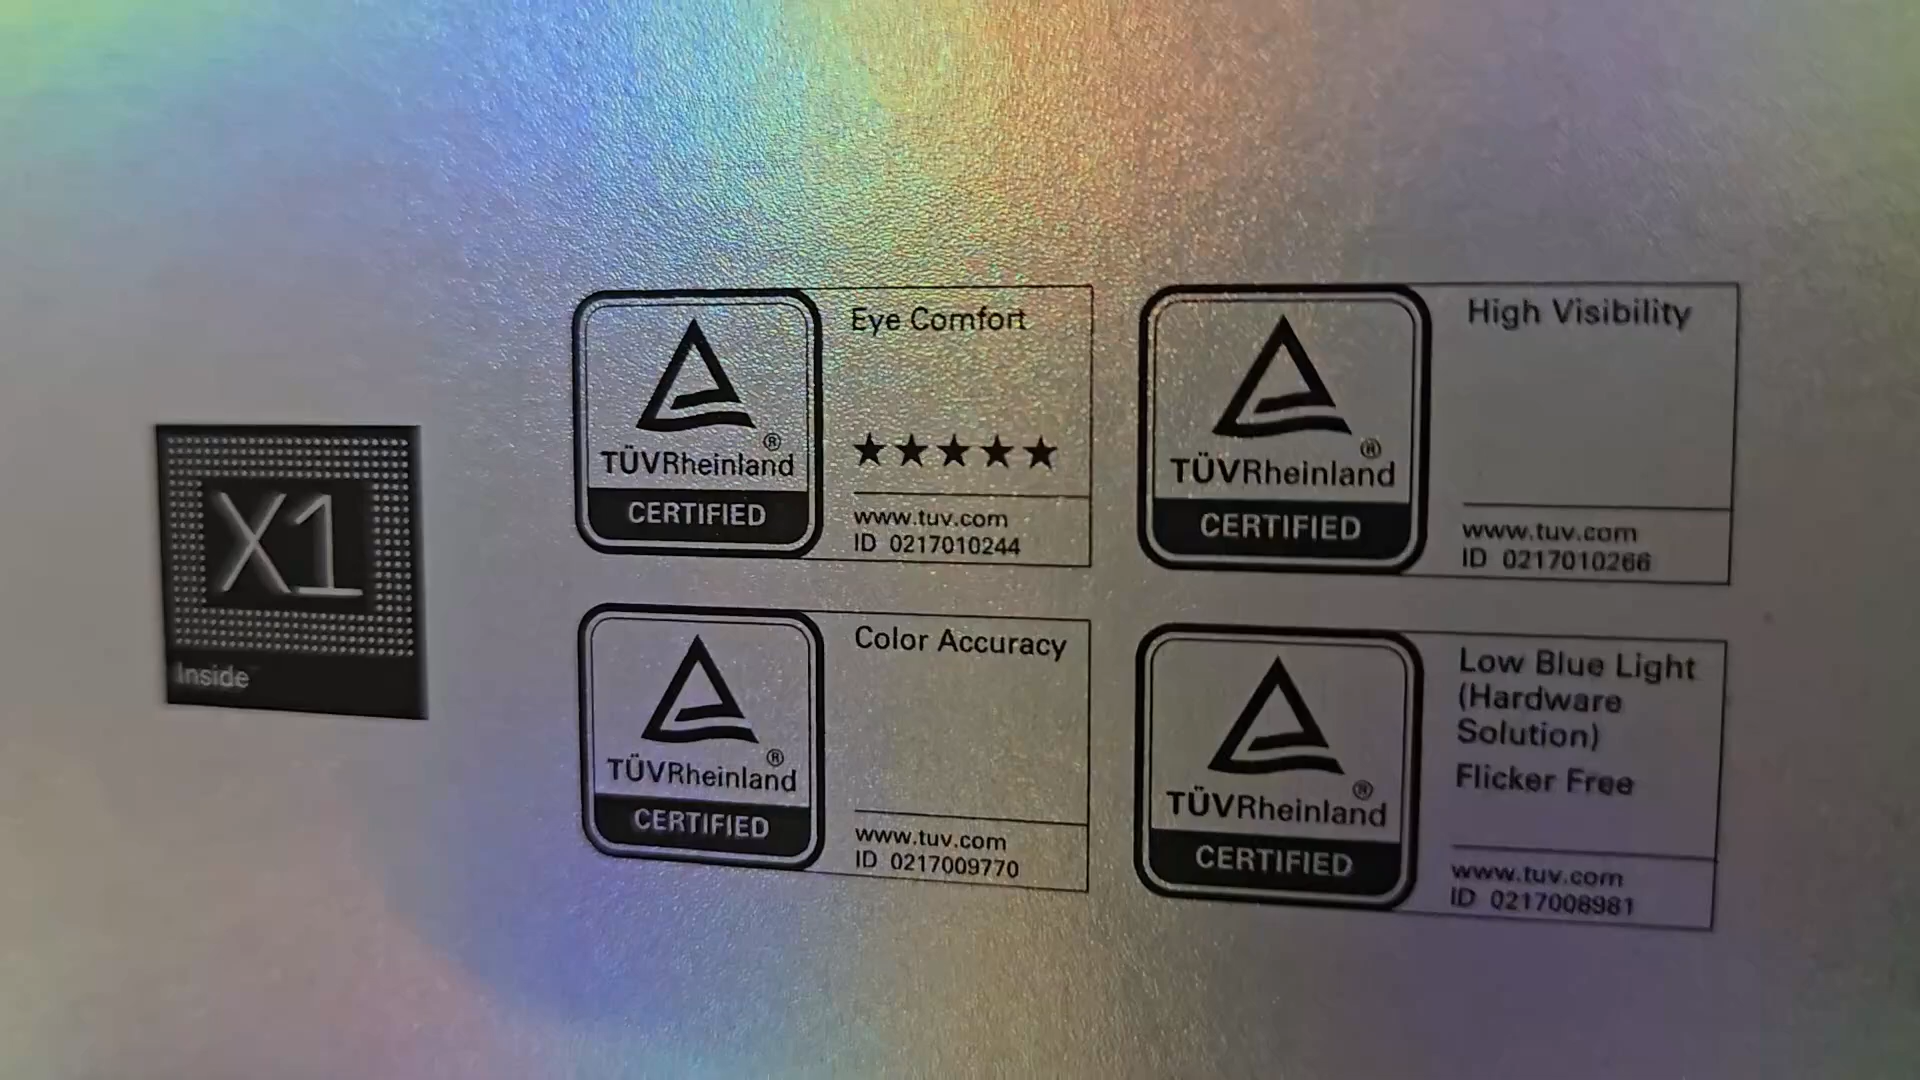 X1
Inside
TÜVRheinland®
CERTIFIED
Eye Comfort
★★★★★
www.tuv.com
ID 0217010244
TÜVRheinland®
CERTIFIED
High Visibility
www.tuv.com
ID 0217010266
TÜVRheinland®
CERTIFIED
Color Accuracy
www.tuv.com
ID 0217009770
TÜVRheinland®
CERTIFIED
Low Blue Light
(Hardware
Solution)
Flicker Free
www.tuv.com
ID 0217008981